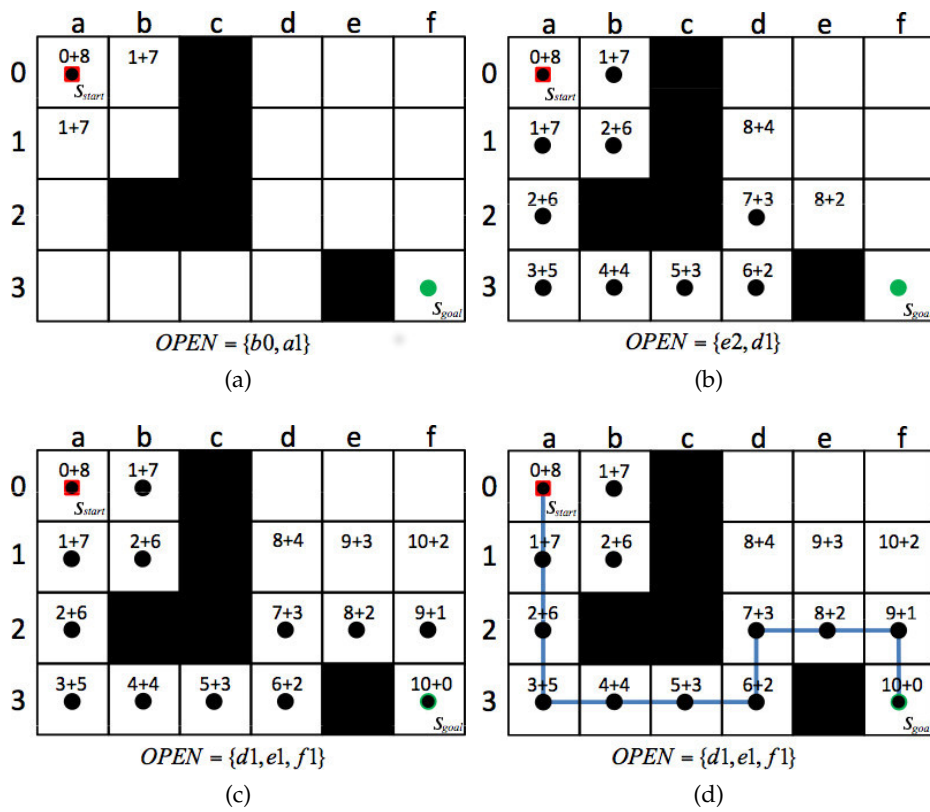 a b c d e f
0 0+8 1+7
S_start
1 1+7
2
3 S_goal
OPEN = {b0, a1}
(a)
a b c d e f
0 0+8 1+7
S_start
1 1+7 2+6 8+4
2 2+6 7+3 8+2
3 3+5 4+4 5+3 6+2 S_goal
OPEN = {e2, d1}
(b)
a b c d e f
0 0+8 1+7
S_start
1 1+7 2+6 8+4 9+3 10+2
2 2+6 7+3 8+2 9+1
3 3+5 4+4 5+3 6+2 10+0
S_goal
OPEN = {d1, e1, f1}
(c)
a b c d e f
0 0+8 1+7
S_start
1 1+7 2+6 8+4 9+3 10+2
2 2+6 7+3 8+2 9+1
3 3+5 4+4 5+3 6+2 10+0
S_goal
OPEN = {d1, e1, f1}
(d)